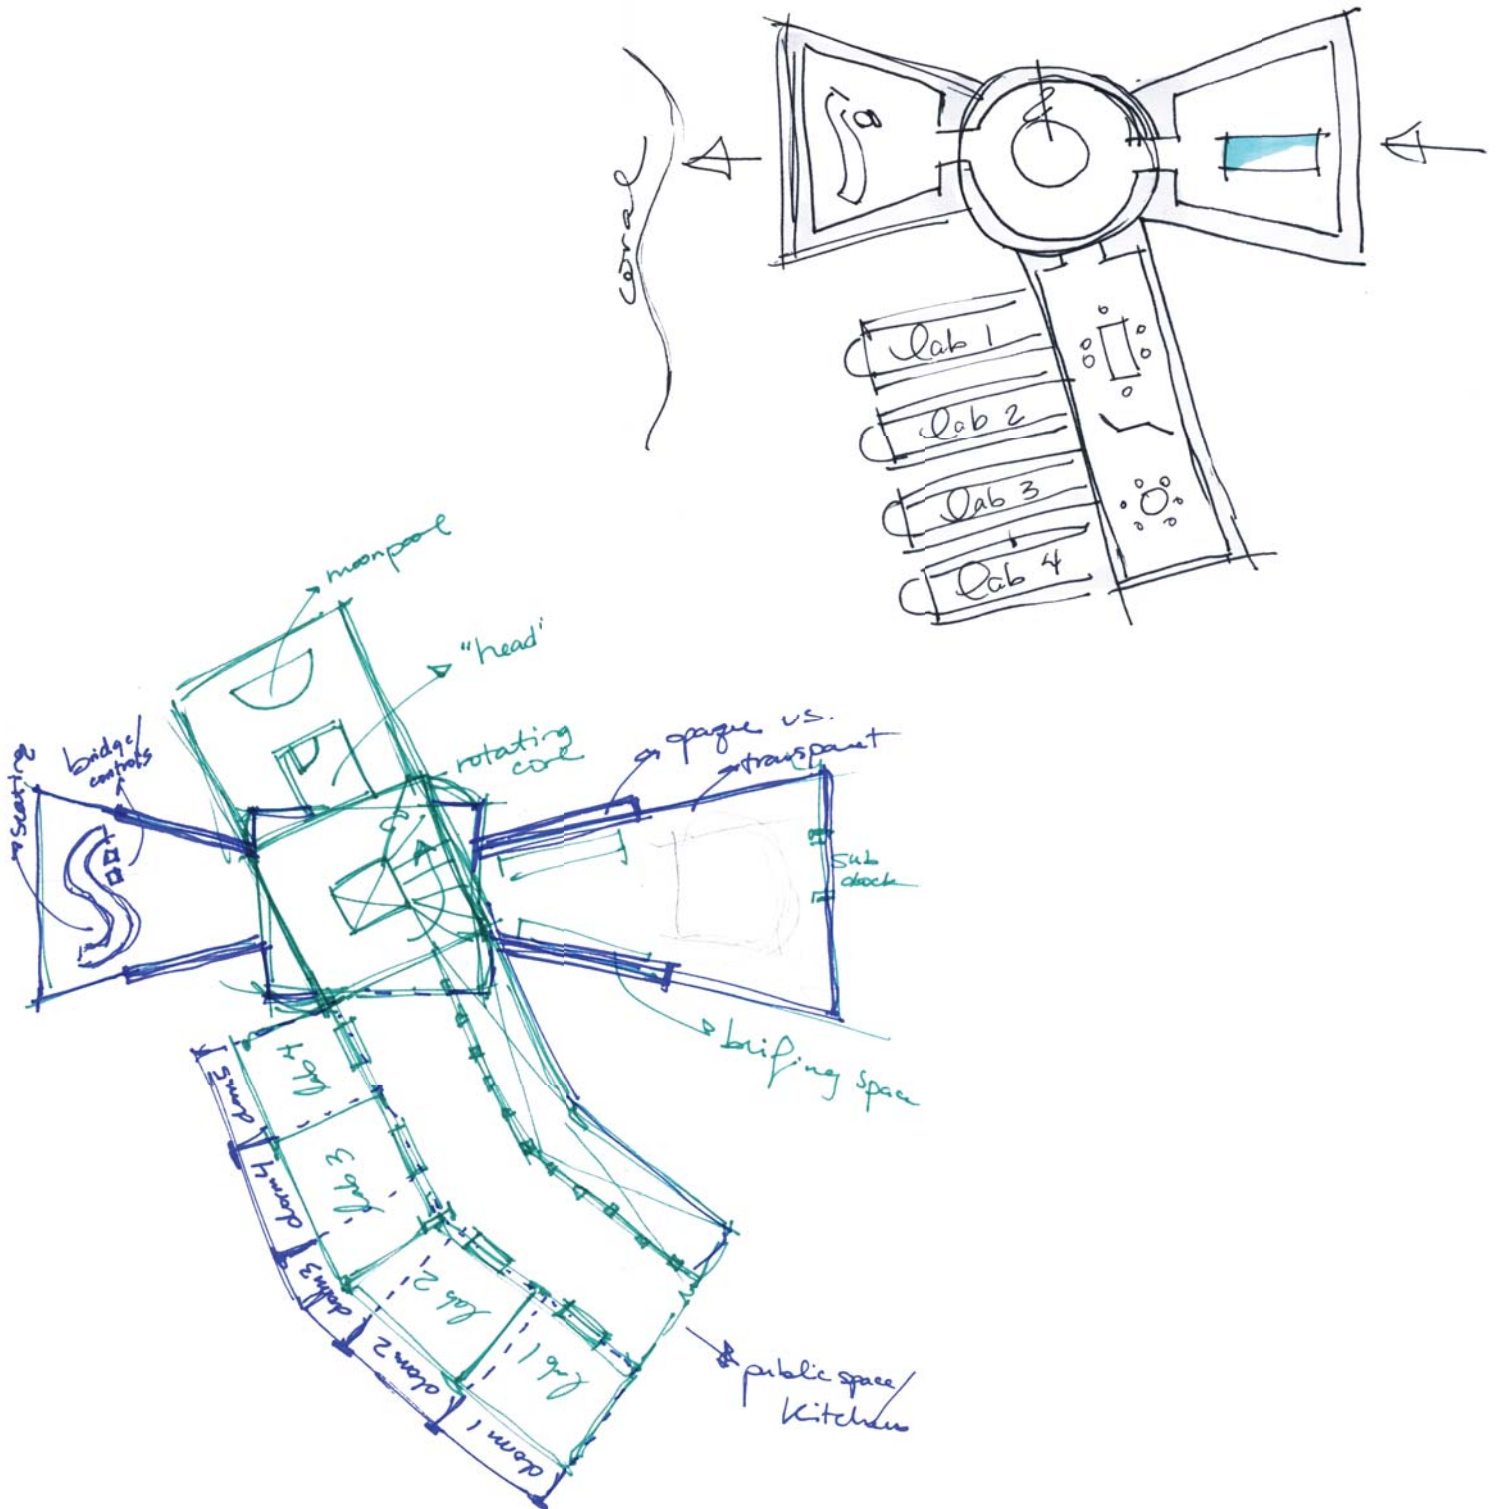 coral
lab 1
lab 2
lab 3
lab 4
moonpool
"head"
rotating
core
opaque vs.
transparent
bridge/
controls
seating
sub
dock
briefing space
lab 4
lab 3
lab 2
lab 1
dorm 5
dorm 4
dorm 3
dorm 2
dorm 1
public space/
Kitchen